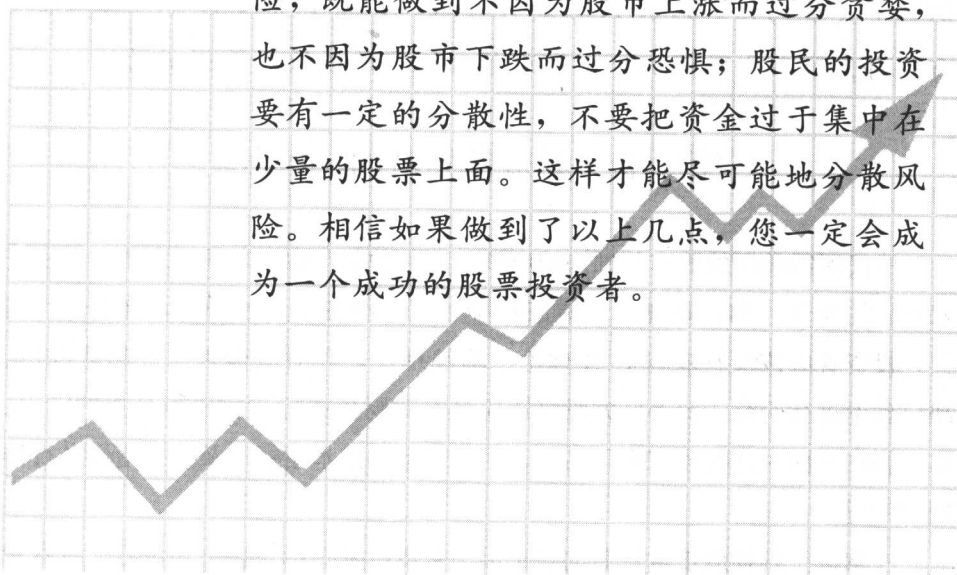 险，既能做到不因为股市上涨而过分贪婪，
也不因为股市下跌而过分恐惧；股民的投资
要有一定的分散性，不要把资金过于集中在
少量的股票上面。这样才能尽可能地分散风
险。相信如果做到了以上几点，您一定会成
为一个成功的股票投资者。